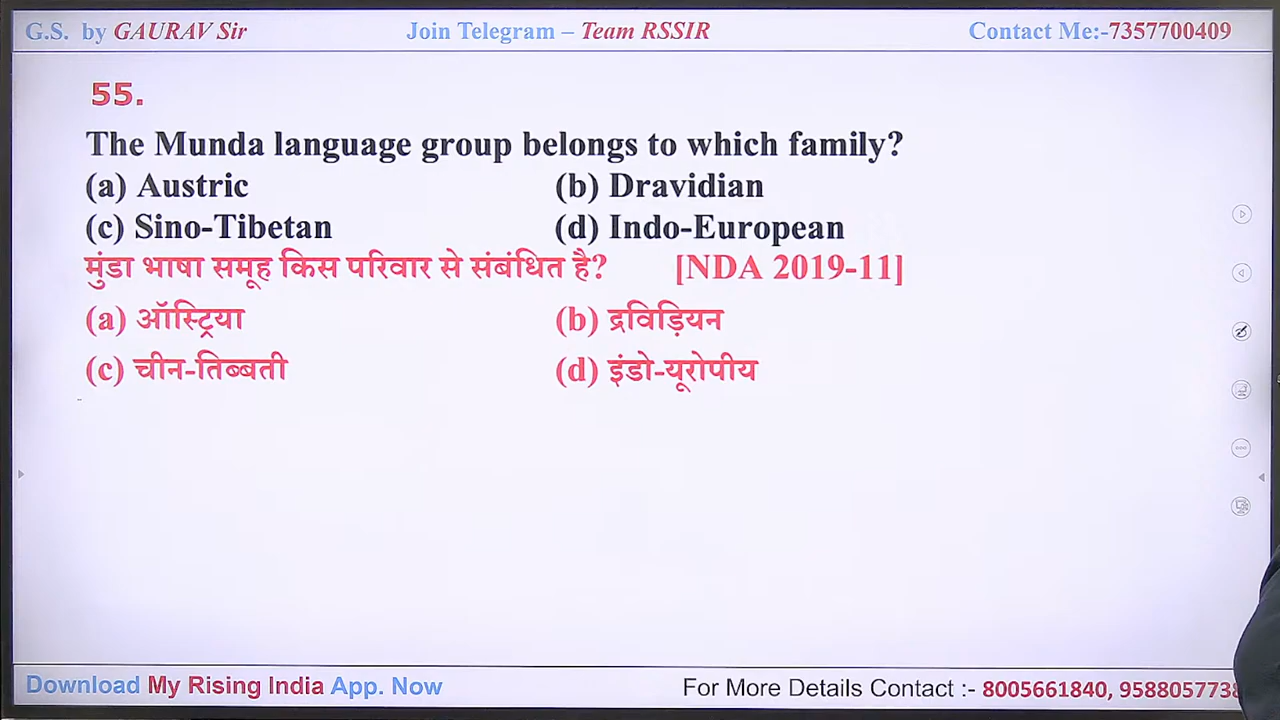 G.S. by GAURAV Sir Join Telegram – Team RSSIR Contact Me:-7357700409
55.
The Munda language group belongs to which family?
(a) Austric (b) Dravidian
(c) Sino-Tibetan (d) Indo-European
मुंडा भाषा समूह किस परिवार से संबंधित है? [NDA 2019-11]
(a) ऑस्ट्रिया (b) द्रविड़ियन
(c) चीन-तिब्बती (d) इंडो-यूरोपीय
Download My Rising India App. Now For More Details Contact :- 8005661840,